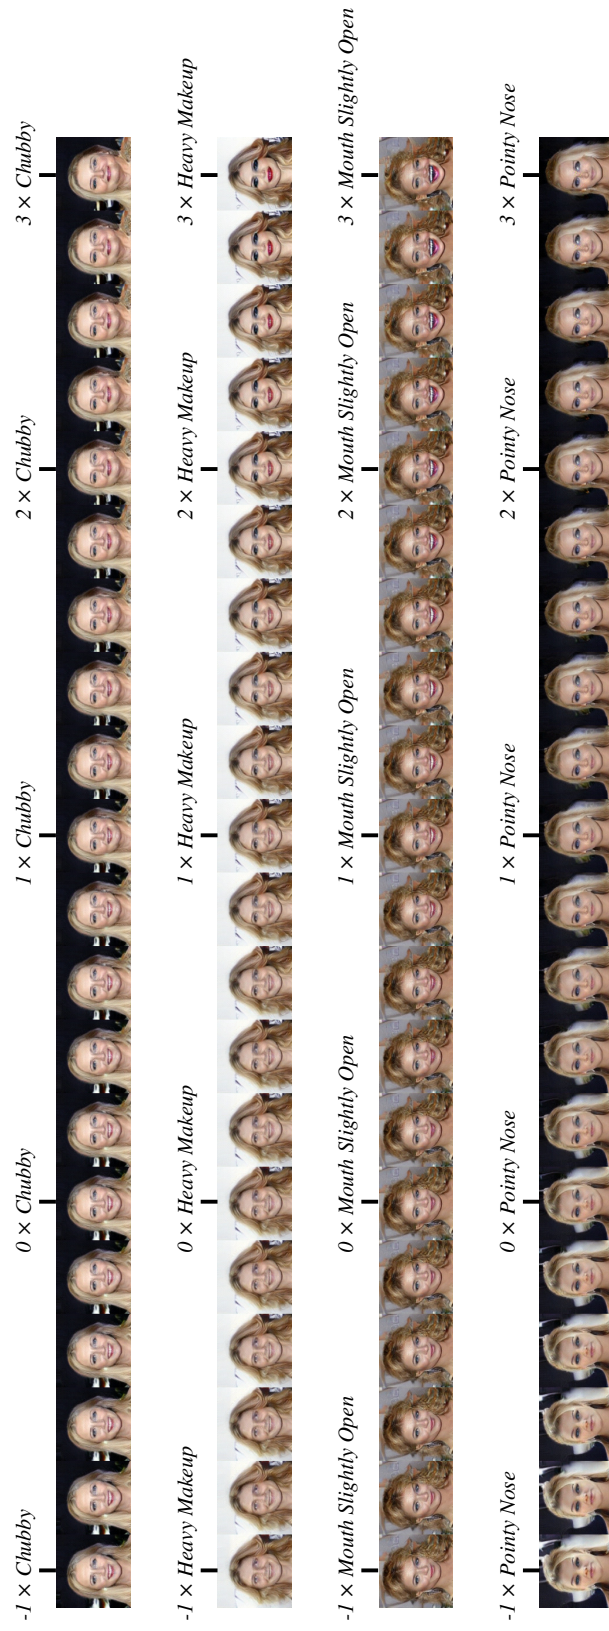 -1 × Chubby
0 × Chubby
1 × Chubby
2 × Chubby
3 × Chubby
-1 × Heavy Makeup
0 × Heavy Makeup
1 × Heavy Makeup
2 × Heavy Makeup
3 × Heavy Makeup
-1 × Mouth Slightly Open
0 × Mouth Slightly Open
1 × Mouth Slightly Open
2 × Mouth Slightly Open
3 × Mouth Slightly Open
-1 × Pointy Nose
0 × Pointy Nose
1 × Pointy Nose
2 × Pointy Nose
3 × Pointy Nose